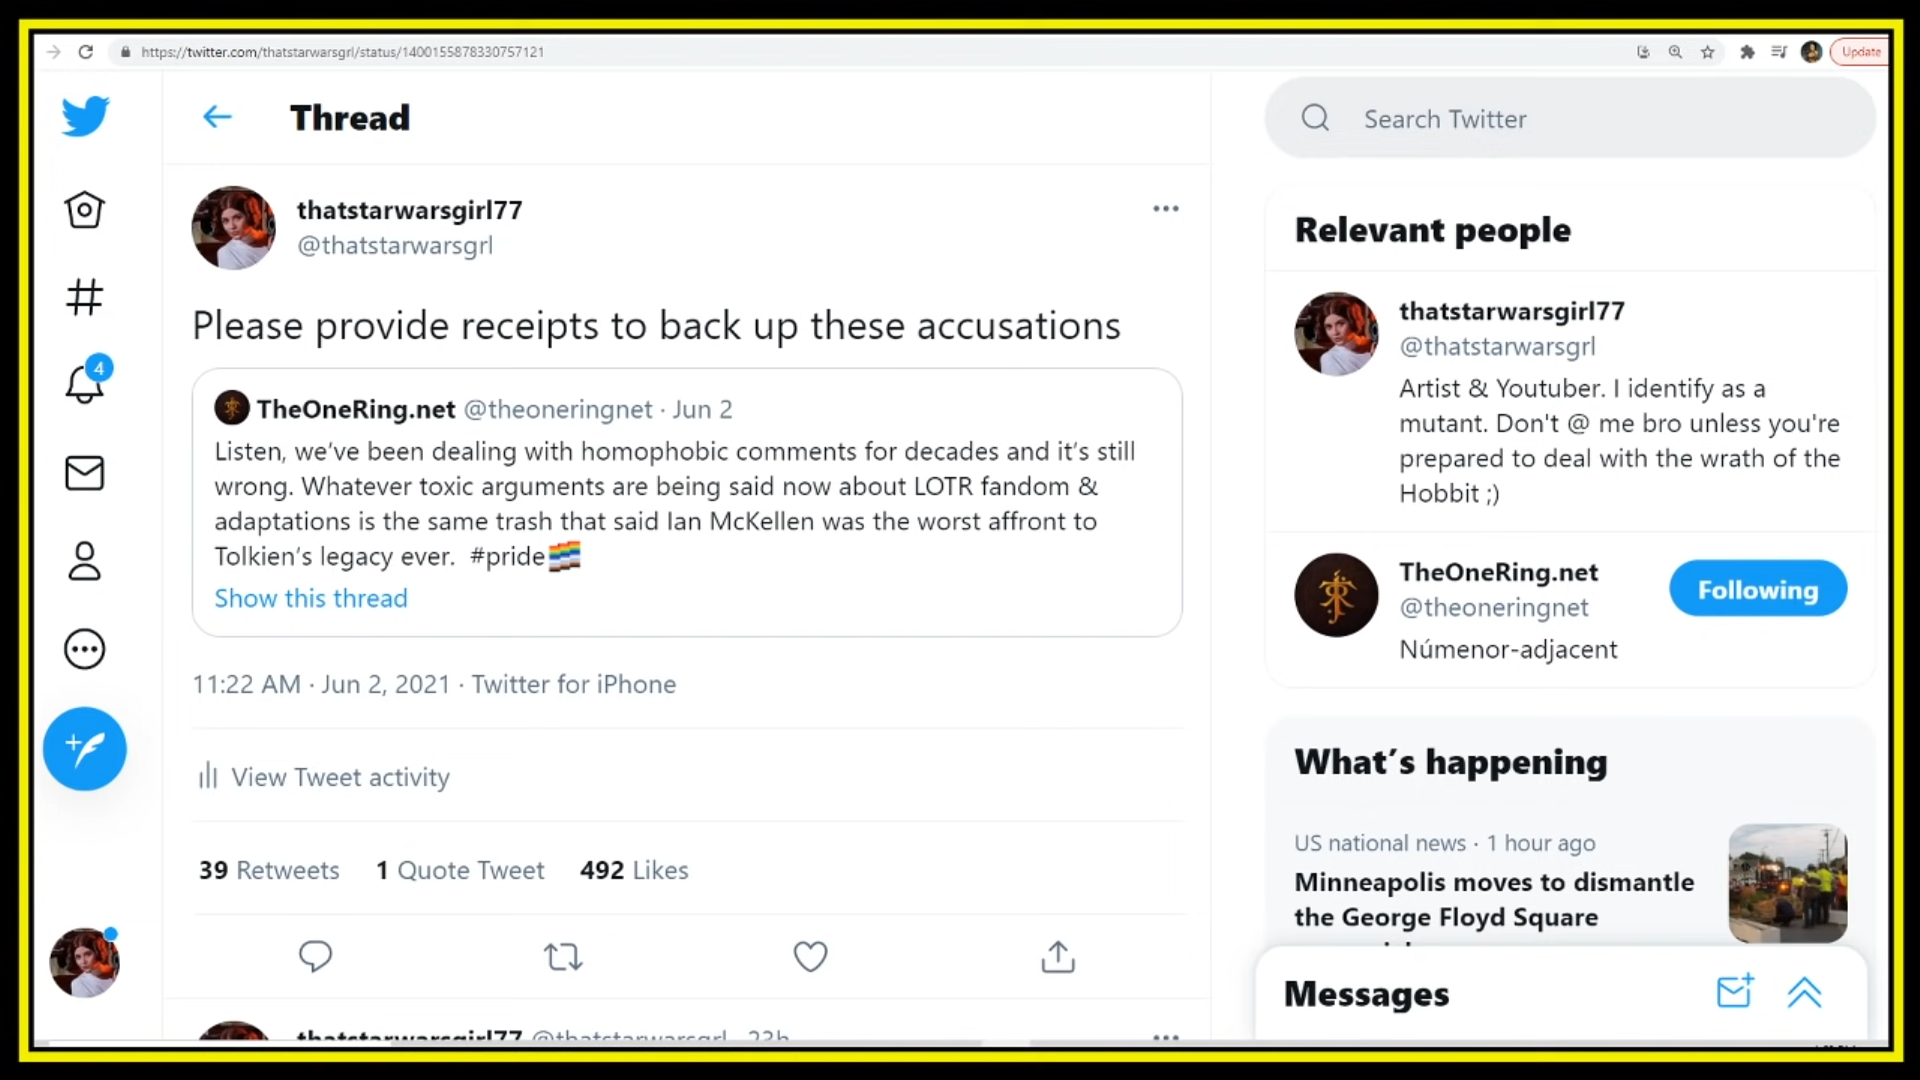 https://twitter.com/thatstarwarsgrl/status/1400155878330757121
Update
Thread
Search Twitter
thatstarwarsgirl77
@thatstarwarsgrl
Please provide receipts to back up these accusations
TheOneRing.net @theoneringnet · Jun 2
Listen, we’ve been dealing with homophobic comments for decades and it’s still
wrong. Whatever toxic arguments are being said now about LOTR fandom &
adaptations is the same trash that said Ian McKellen was the worst affront to
Tolkien’s legacy ever. #pride
Show this thread
11:22 AM · Jun 2, 2021 · Twitter for iPhone
View Tweet activity
39 Retweets 1 Quote Tweet 492 Likes
thatstarwarsgirl77 @thatstarwarsgrl · 23h
4
Relevant people
thatstarwarsgirl77
@thatstarwarsgrl
Artist & Youtuber. I identify as a
mutant. Don't @ me bro unless you're
prepared to deal with the wrath of the
Hobbit ;)
TheOneRing.net
@theoneringnet
Following
Númenor-adjacent
What’s happening
US national news · 1 hour ago
Minneapolis moves to dismantle
the George Floyd Square
Messages